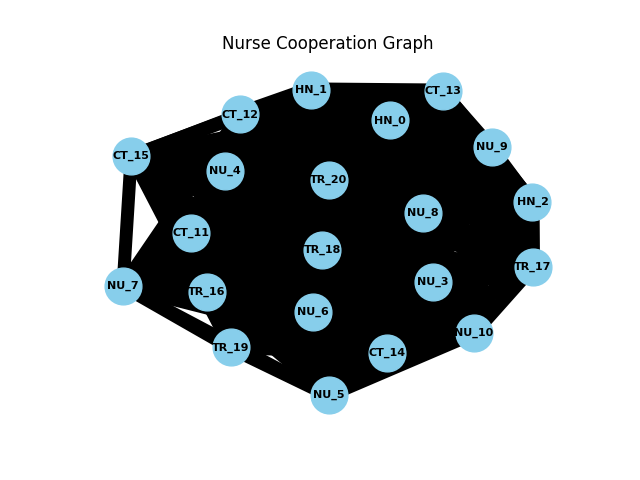 Nurse Cooperation Graph
HN_1
CT_13
CT_12
HN_0
NU_9
CT_15
NU_4
TR_20
HN_2
NU_8
CT_11
TR_18
TR_17
NU_3
NU_7
TR_16
NU_6
NU_10
TR_19
CT_14
NU_5